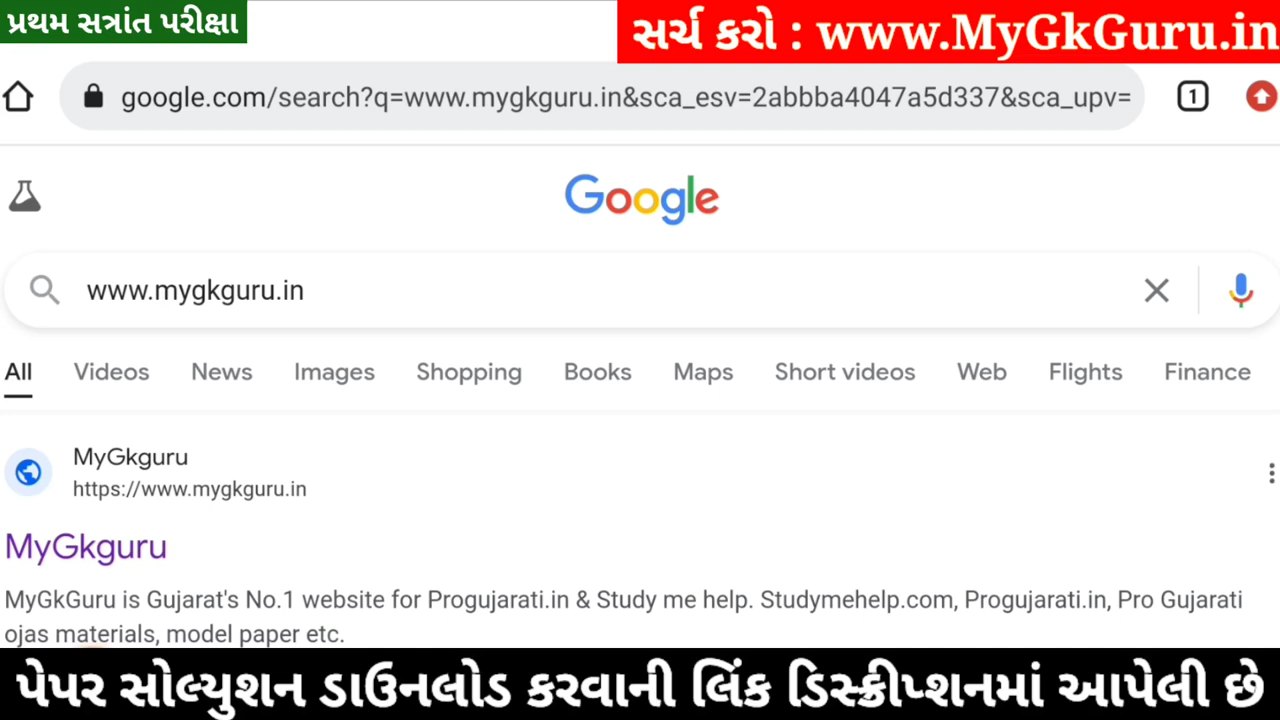 પ્રથમ સત્રાંત પરીક્ષા
સર્ચ કરો : www.MyGkGuru.in
google.com/search?q=www.mygkguru.in&sca_esv=2abbba4047a5d337&sca_upv=
1
Google
www.mygkguru.in
All Videos News Images Shopping Books Maps Short videos Web Flights Finance
MyGkguru
https://www.mygkguru.in
MyGkguru
MyGkGuru is Gujarat's No.1 website for Progujarati.in & Study me help. Studymehelp.com, Progujarati.in, Pro Gujarati
ojas materials, model paper etc.
પેપર સોલ્યુશન ડાઉનલોડ કરવાની લિંક ડિસ્ક્રીપ્શનમાં આપેલી છે